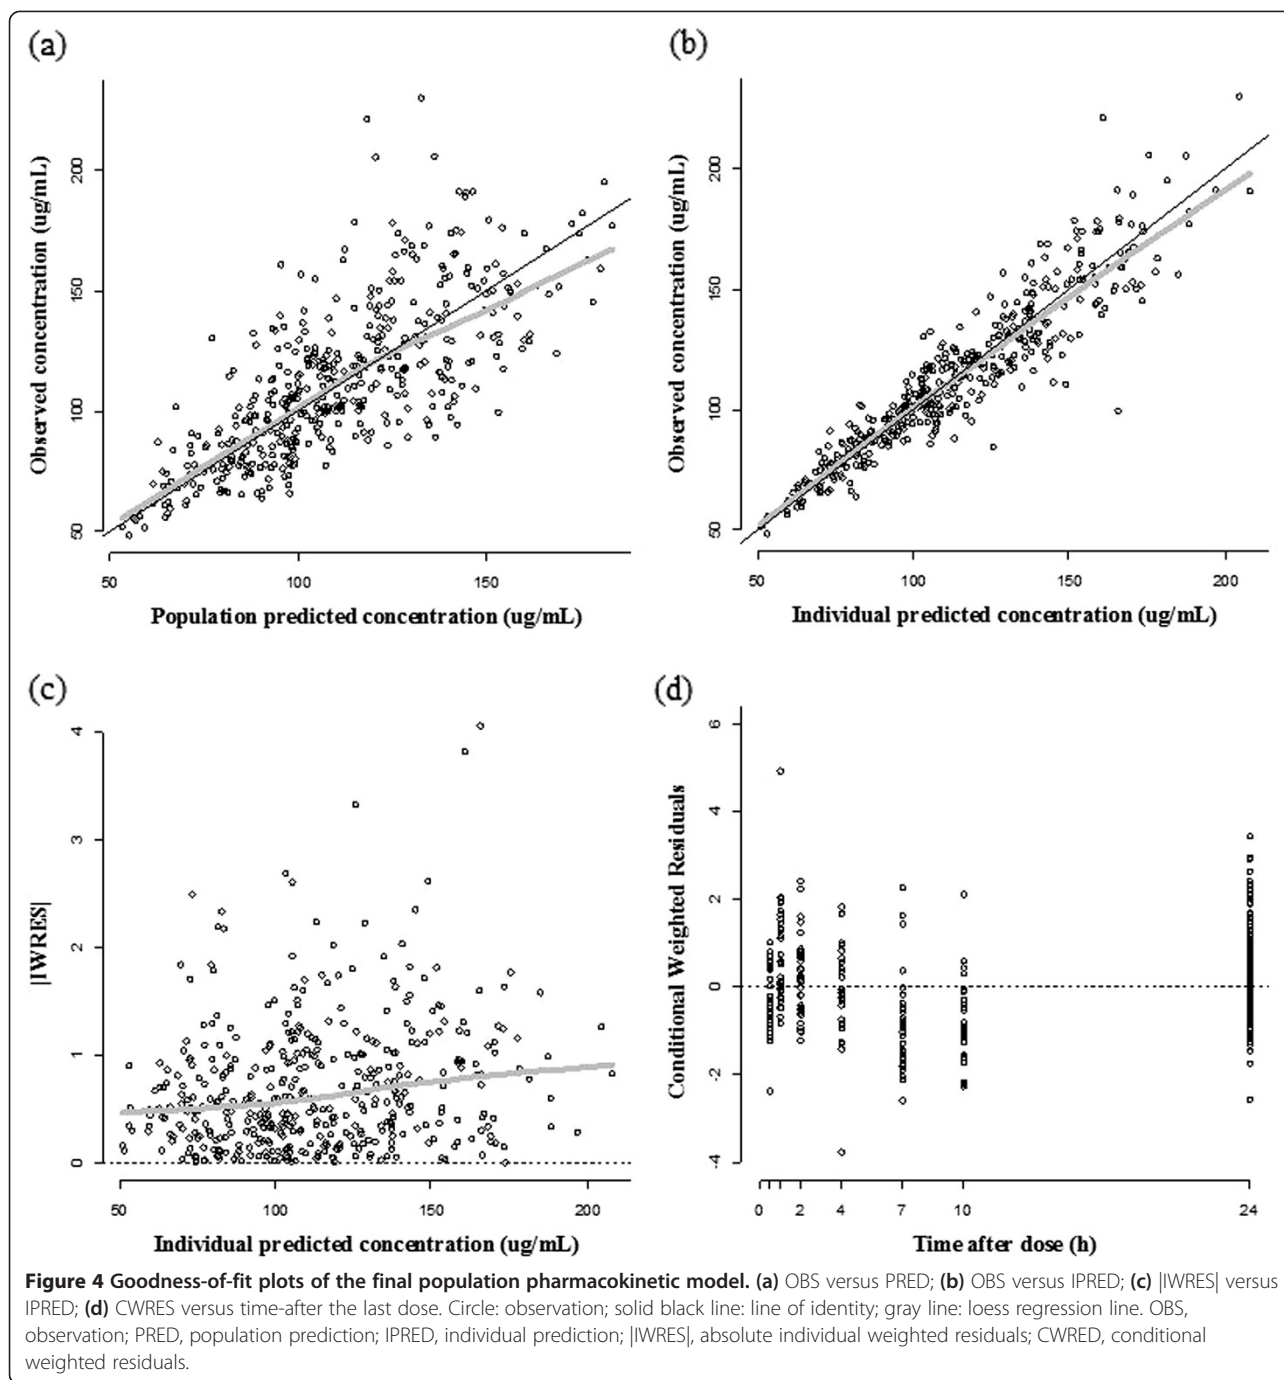 (a)
(b)
200
150
100
50
Observed concentration (ug/mL)
50
100
150
Population predicted concentration (ug/mL)
200
150
100
50
Observed concentration (ug/mL)
50
100
150
200
Individual predicted concentration (ug/mL)
(c)
(d)
4
3
2
1
0
|IWRES|
50
100
150
200
Individual predicted concentration (ug/mL)
6
4
2
0
-2
-4
Conditional Weighted Residuals
0
2
4
7
10
24
Time after dose (h)
Figure 4 Goodness-of-fit plots of the final population pharmacokinetic model. (a) OBS versus PRED; (b) OBS versus IPRED; (c) |IWRES| versus
IPRED; (d) CWRES versus time-after the last dose. Circle: observation; solid black line: line of identity; gray line: loess regression line. OBS,
observation; PRED, population prediction; IPRED, individual prediction; |IWRES|, absolute individual weighted residuals; CWRED, conditional
weighted residuals.